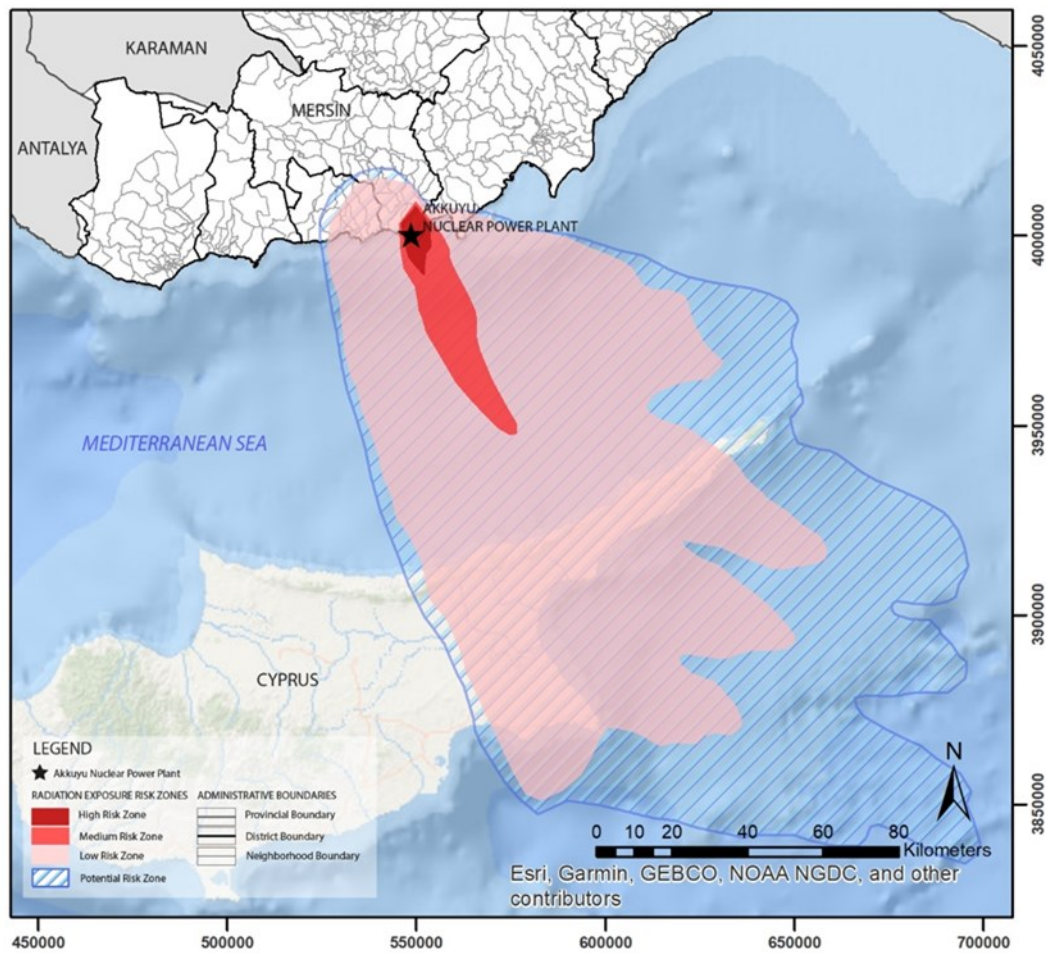 KARAMAN
MERSİN
ANTALYA
AKKUYU
NUCLEAR POWER PLANT
MEDITERRANEAN SEA
CYPRUS
LEGEND
Akkuyu Nuclear Power Plant
RADIATION EXPOSURE RISK ZONES
High Risk Zone
Medium Risk Zone
Low Risk Zone
Potential Risk Zone
ADMINISTRATIVE BOUNDARIES
Provincial Boundary
District Boundary
Neighborhood Boundary
N
0 10 20 40 60 80
Kilometers
Esri, Garmin, GEBCO, NOAA NGDC, and other
contributors
4050000
4000000
3950000
3900000
3850000
450000 500000 550000 600000 650000 700000